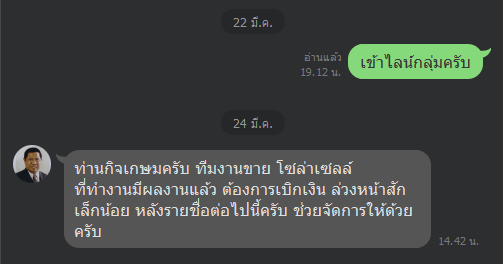 22 มี.ค.
อ่านแล้ว
19.12 น.
เข้าไลน์กลุ่มครับ
24 มี.ค.
ท่านกิจเกษมครับ ทีมงานขาย โซล่าเซลล์
ที่ทำงานมีผลงานแล้ว ต้องการเบิกเงิน ล่วงหน้าสัก
เล็กน้อย หลังรายชื่อต่อไปนี้ครับ ช่วยจัดการให้ด้วย
ครับ
14.42 น.